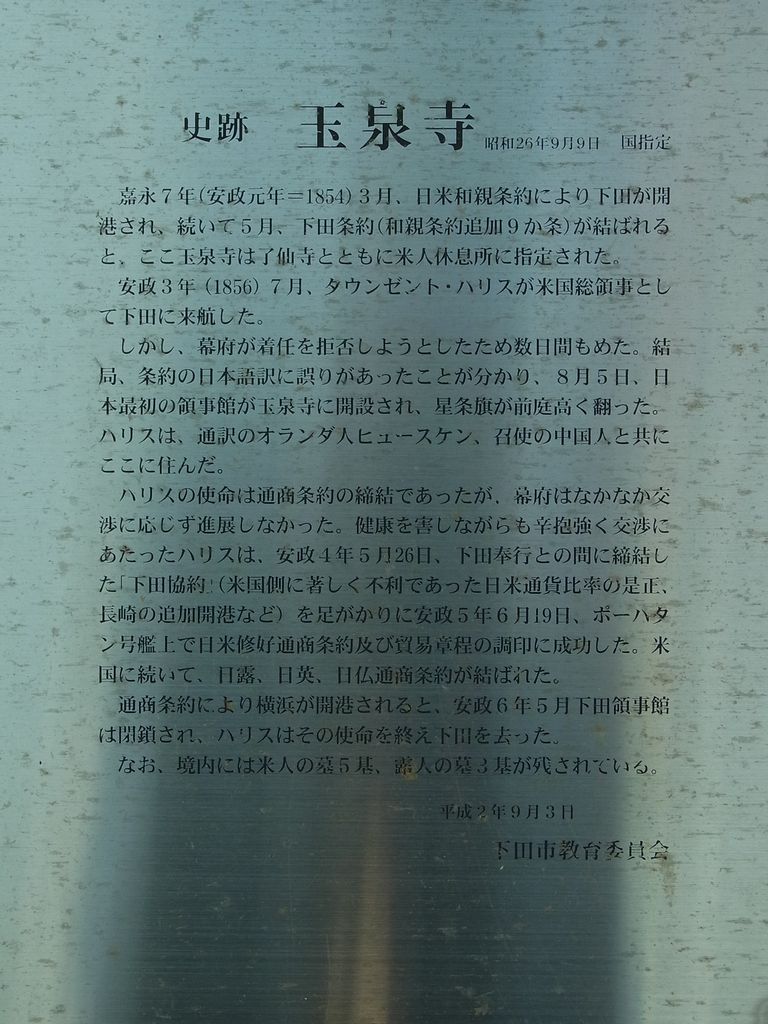 史跡 玉泉寺 昭和26年9月9日 国指定
嘉永７年(安政元年＝1854)３月、日米和親条約により下田が開
港され、続いて５月、下田条約(和親条約追加９か条)が結ばれる
と、ここ玉泉寺は了仙寺とともに米人休息所に指定された。
安政３年(1856)７月、タウンゼント・ハリスが米国総領事とし
て下田に来航した。
しかし、幕府が着任を拒否しようとしたため数日間もめた。結
局、条約の日本語訳に誤りがあったことが分かり、８月５日、日
本最初の領事館が玉泉寺に開設され、星条旗が前庭高く翻った。
ハリスは、通訳のオランダ人ヒュースケン、召使の中国人と共に
ここに住んだ。
ハリスの使命は通商条約の締結であったが、幕府はなかなか交
渉に応じず進展しなかった。健康を害しながらも辛抱強く交渉に
あたったハリスは、安政４年５月26日、下田奉行との間に締結し
た「下田協約」(米国側に著しく不利であった日米通貨比率の是正、
長崎の追加開港など）を足がかりに安政５年６月19日、ポーハタ
ン号艦上で日米修好通商条約及び貿易章程の調印に成功した。米
国に続いて、日露、日英、日仏通商条約が結ばれた。
通商条約により横浜が開港されると、安政６年５月下田領事館
は閉鎖され、ハリスはその使命を終え下田を去った。
なお、境内には米人の墓５基、露人の墓３基が残されている。
平成２年９月３日
下田市教育委員会